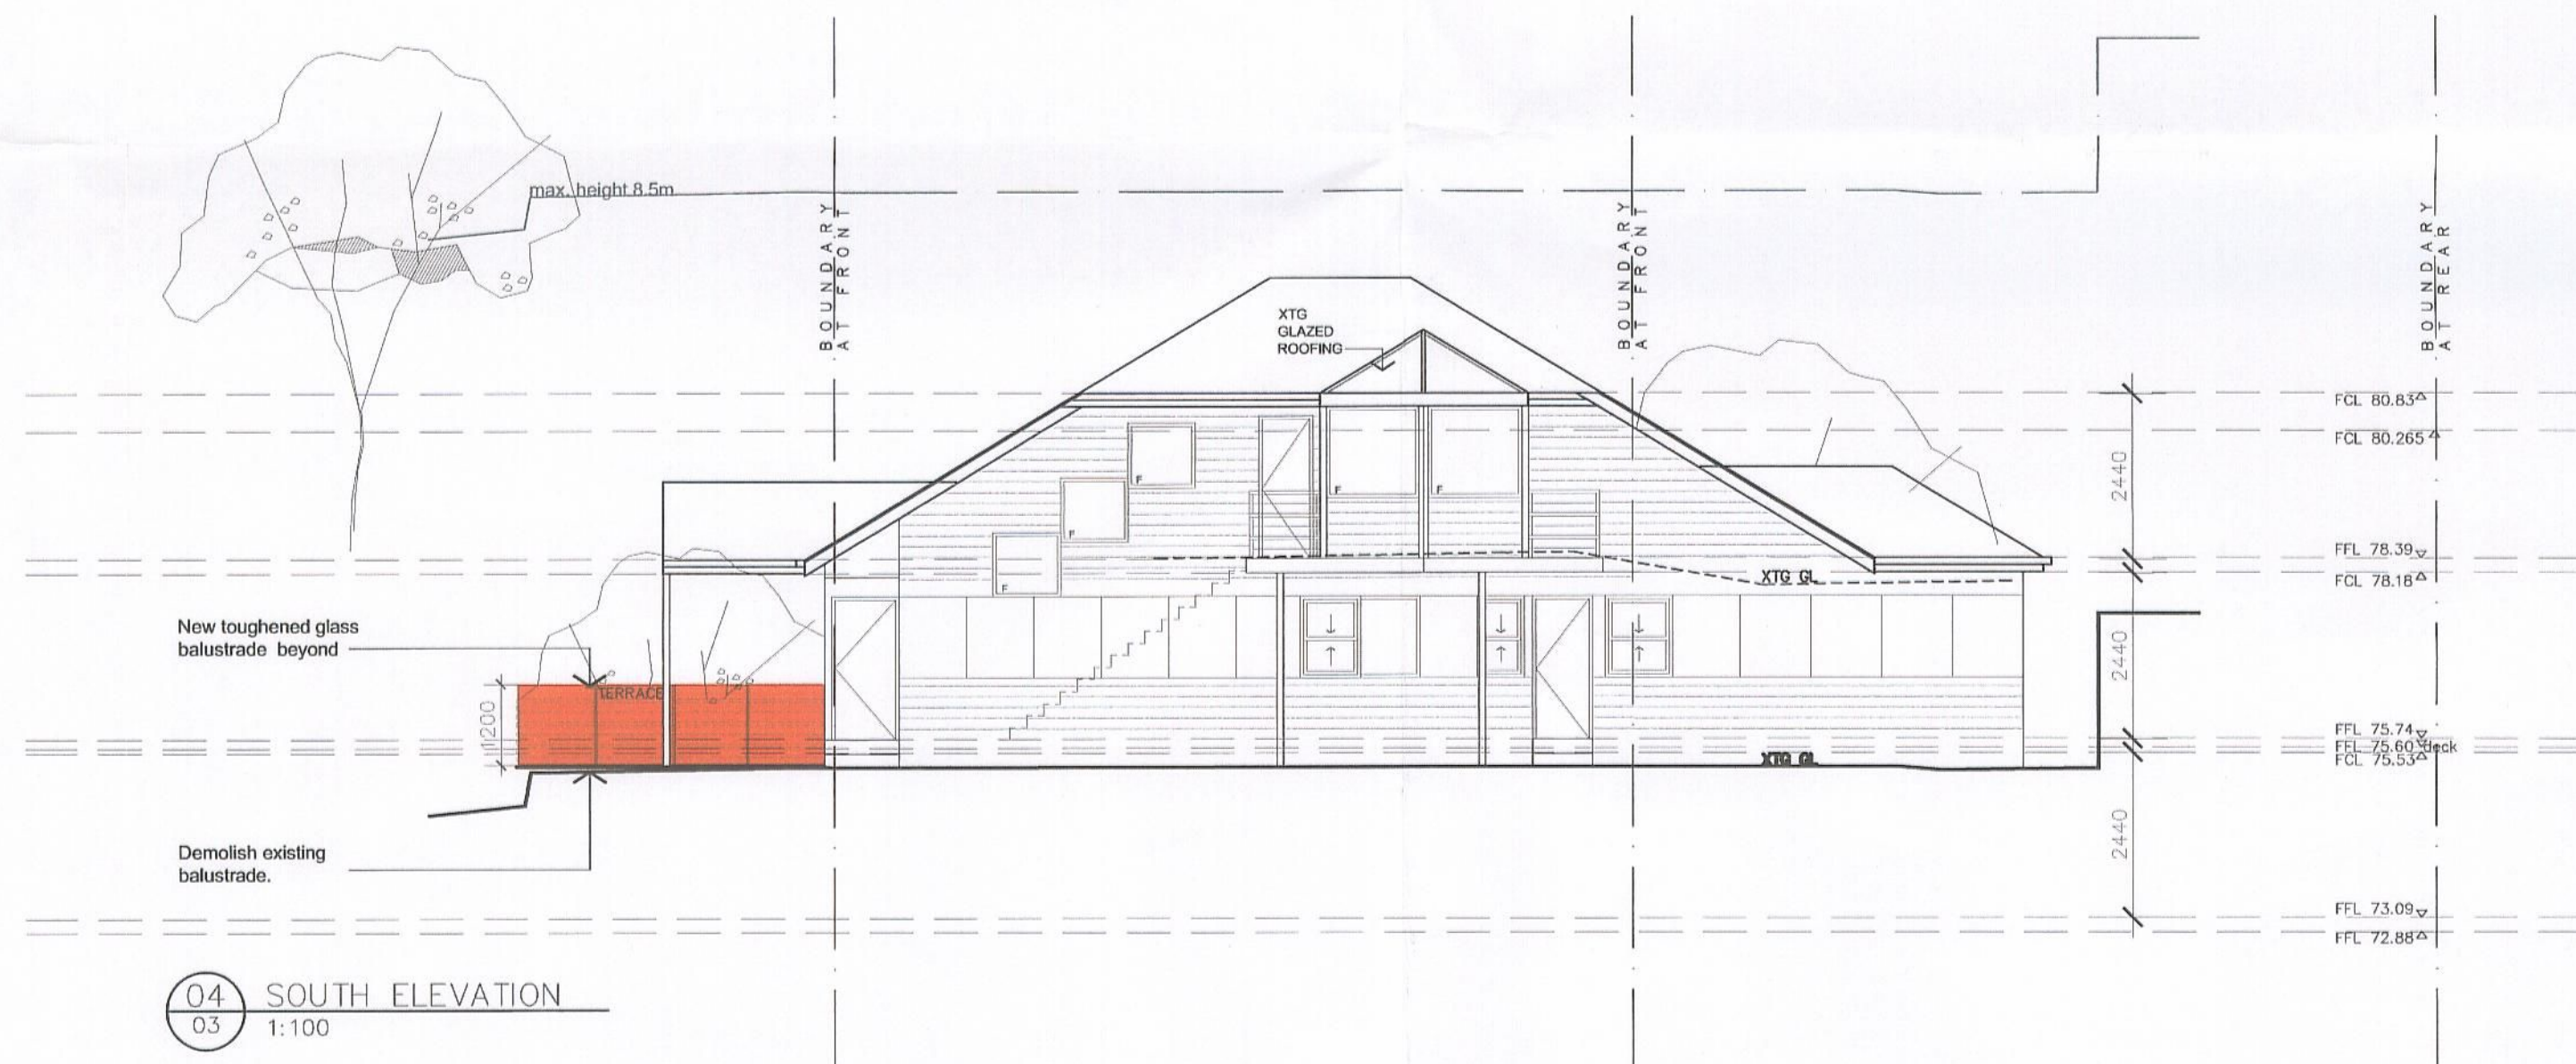 max. height 8.5m
BOUNDARY
AT FRONT
BOUNDARY
AT FRONT
BOUNDARY
AT REAR
XTG
GLAZED
ROOFING
FCL 80.83
FCL 80.265
2440
F
F
F
F
F
FFL 78.39
XTG GL
FCL 78.18
New toughened glass
balustrade beyond
2440
TERRACE
1200
FFL 75.74
FFL 75.60 deck
FCL 75.53
XTG GL
2440
Demolish existing
balustrade.
FFL 73.09
FFL 72.88
04
03
SOUTH ELEVATION
1:100